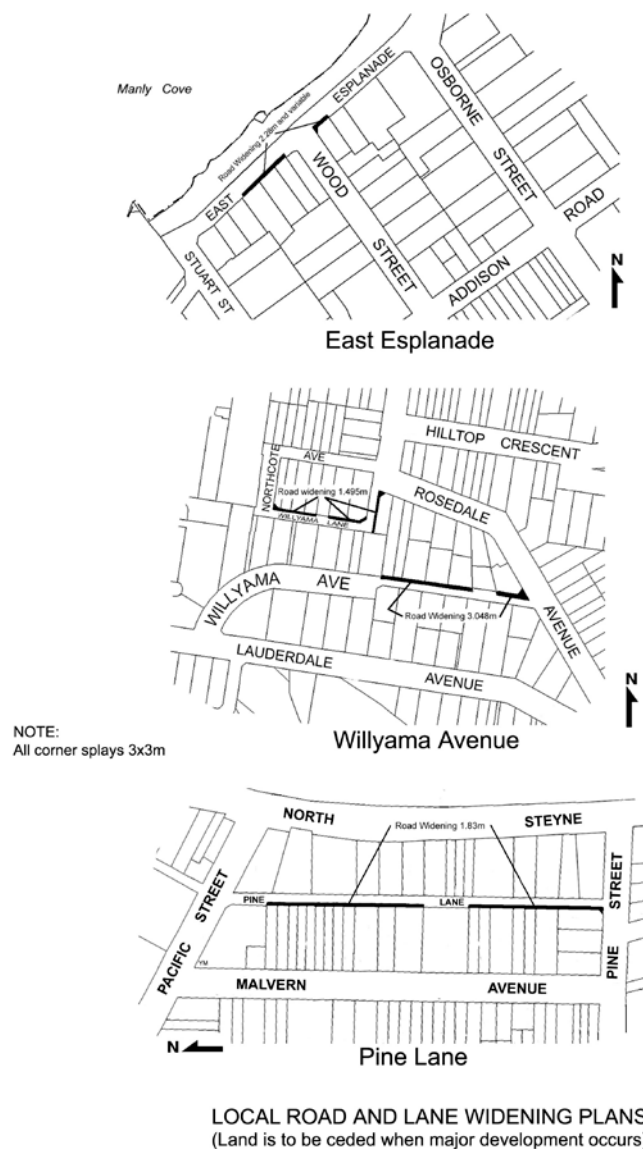 Manly Cove
Road Widening 2.28m and variable
EAST ESPLANADE
OSBORNE STREET
WOOD STREET
STUART ST
ADDISON ROAD
N
East Esplanade
HILLTOP CRESCENT
NORTHCOTE AVE
Road widening 1.495m
WILLYAMA LANE
ROSEDALE AVENUE
WILLYAMA AVE
Road Widening 3.048m
LAUDERDALE AVENUE
N
NOTE:
All corner splays 3x3m
Willyama Avenue
NORTH STEYNE
Road Widening 1.83m
PACIFIC STREET
PINE LANE
PINE STREET
YM
MALVERN AVENUE
N
Pine Lane
LOCAL ROAD AND LANE WIDENING PLANS
(Land is to be ceded when major development occurs